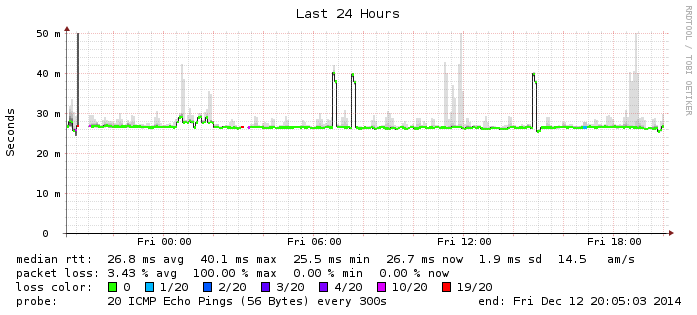 Last 24 Hours
RRDTOOL / TOBI OETIKER
Seconds
50 m
40 m
30 m
20 m
10 m
0
Fri 00:00 Fri 06:00 Fri 12:00 Fri 18:00
median rtt: 26.8 ms avg 40.1 ms max 25.5 ms min 26.7 ms now 1.9 ms sd 14.5 am/s
packet loss: 3.43 % avg 100.00 % max 0.00 % min 0.00 % now
loss color: 0 1/20 2/20 3/20 4/20 10/20 19/20
probe: 20 ICMP Echo Pings (56 Bytes) every 300s end: Fri Dec 12 20:05:03 2014